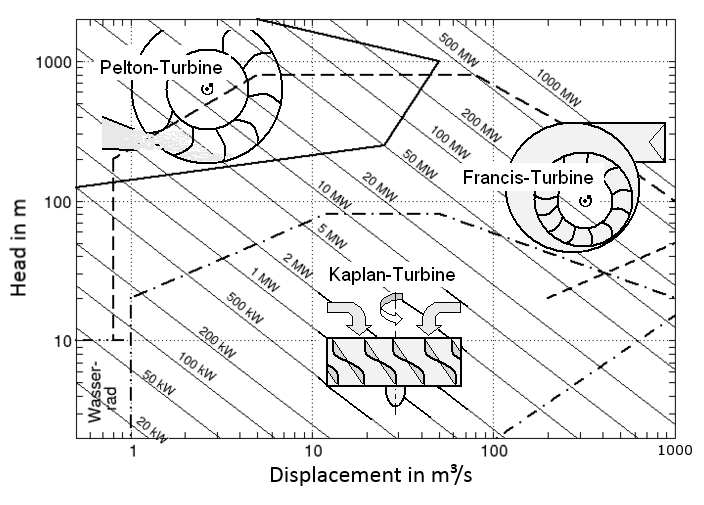 1000
100
10
Head in m
Pelton-Turbine
Francis-Turbine
Kaplan-Turbine
500 MW
1000 MW
200 MW
100 MW
50 MW
20 MW
10 MW
5 MW
2 MW
1 MW
500 kW
200 kW
100 kW
50 kW
20 kW
Wasser-
rad
1
10
100
1000
Displacement in m³/s